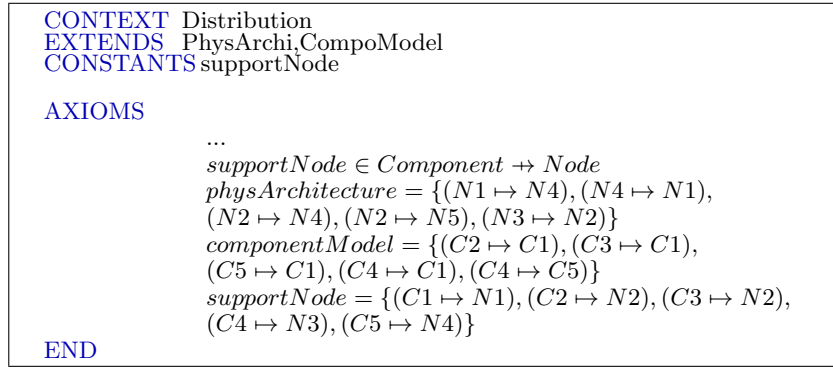 CONTEXT Distribution
EXTENDS PhysArchi,CompoModel
CONSTANTS supportNode
AXIOMS
...
supportNode ∈ Component ⇸ Node
physArchitecture = {(N1 ↦ N4), (N4 ↦ N1),
(N2 ↦ N4), (N2 ↦ N5), (N3 ↦ N2)}
componentModel = {(C2 ↦ C1), (C3 ↦ C1),
(C5 ↦ C1), (C4 ↦ C1), (C4 ↦ C5)}
supportNode = {(C1 ↦ N1), (C2 ↦ N2), (C3 ↦ N2),
(C4 ↦ N3), (C5 ↦ N4)}
END